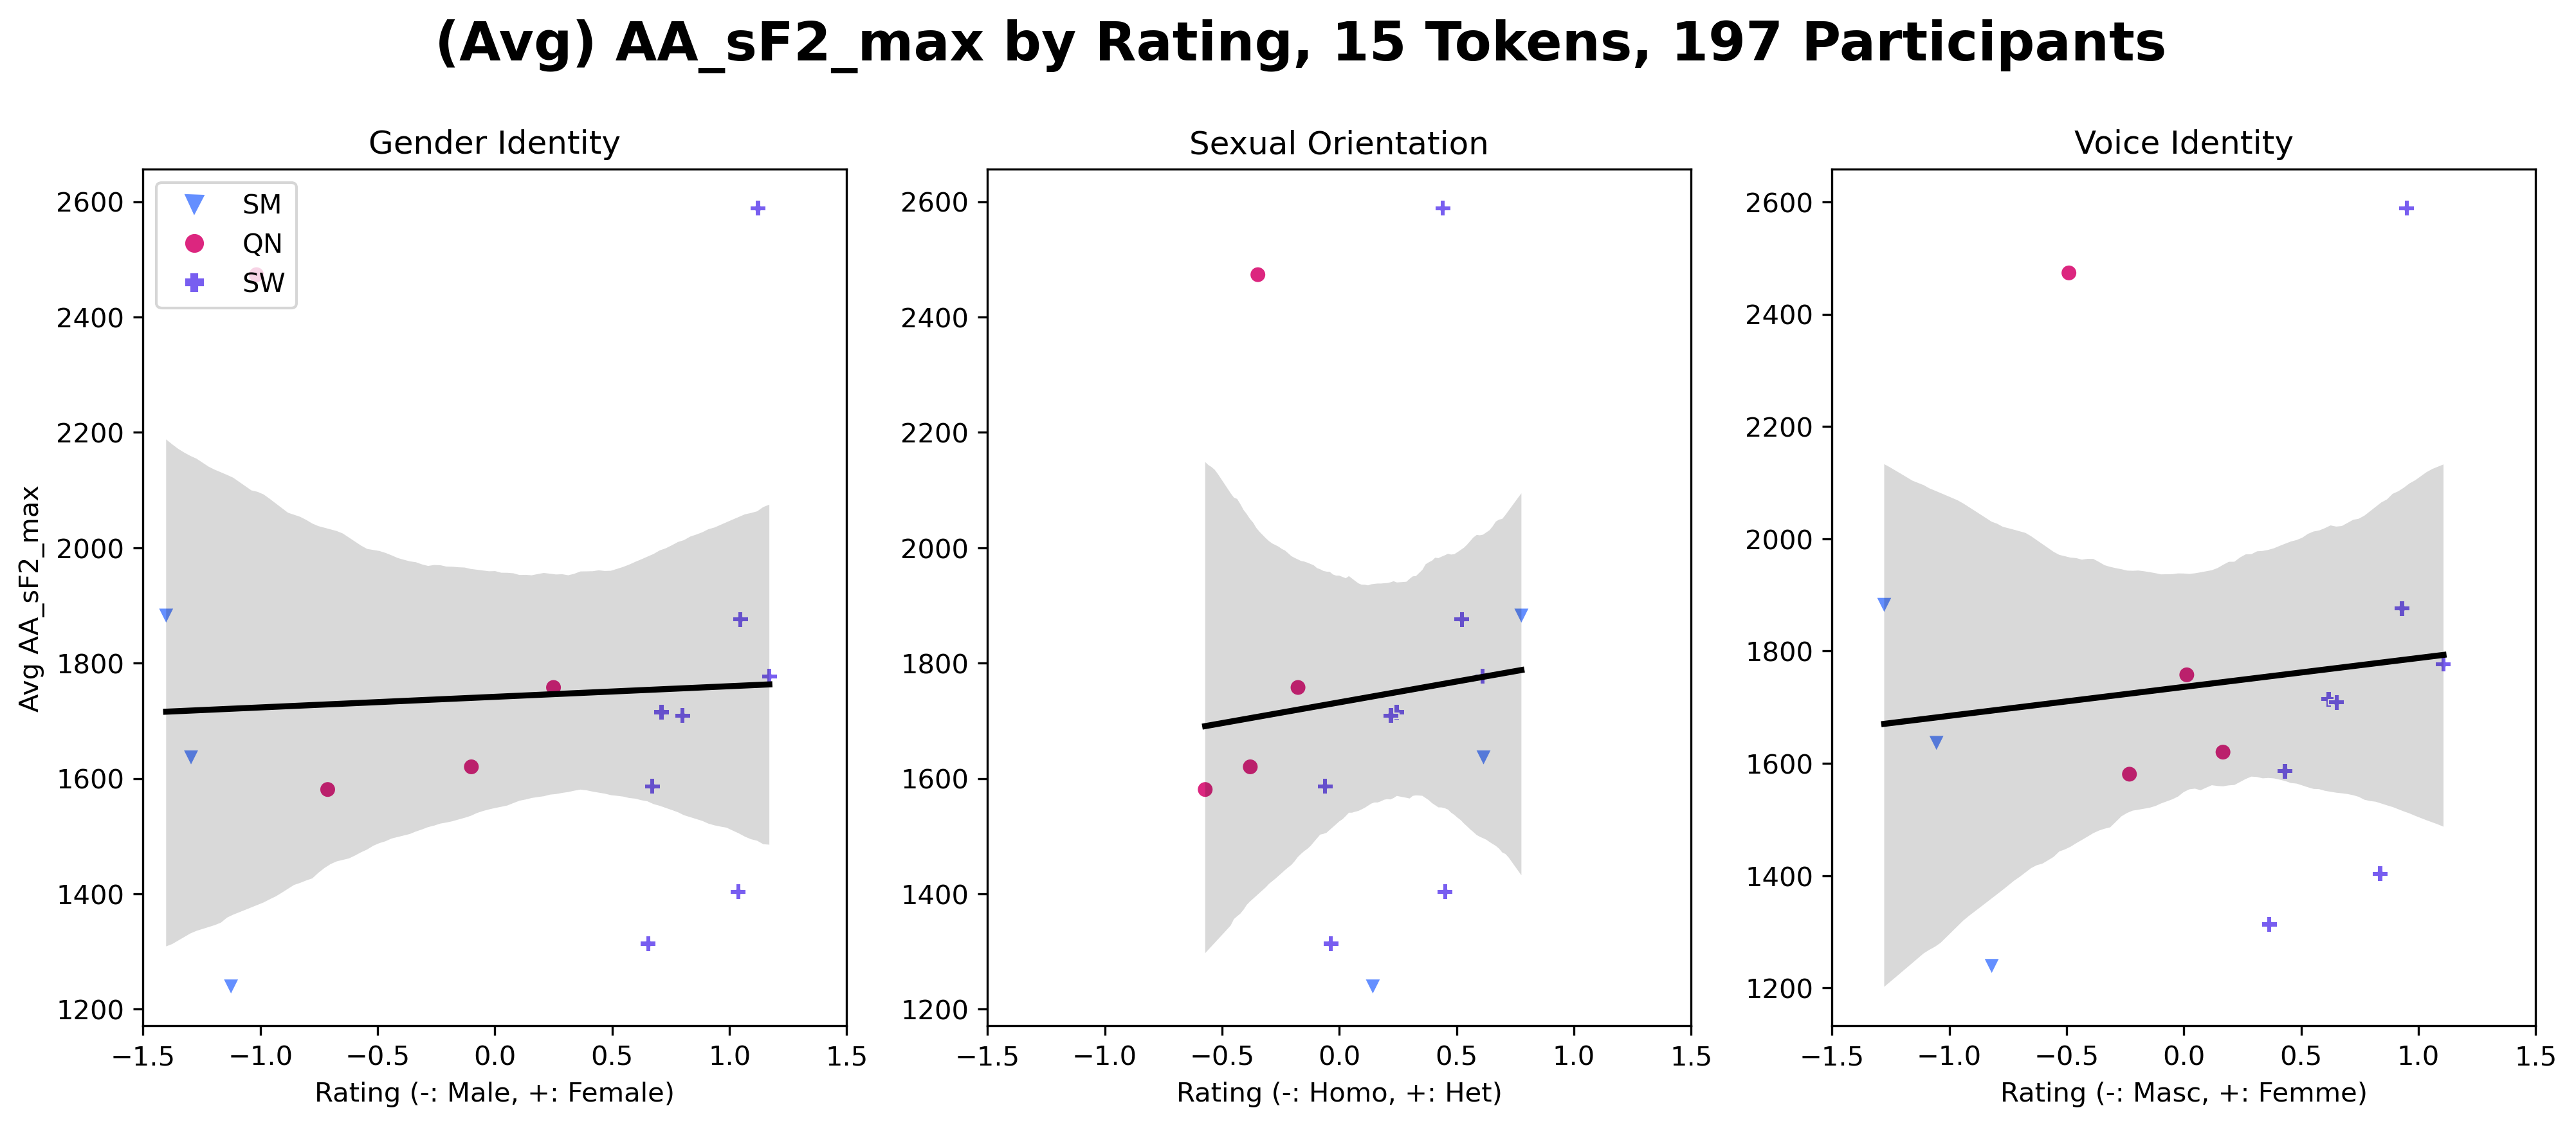 (Avg) AA_sF2_max by Rating, 15 Tokens, 197 Participants
Gender Identity
Sexual Orientation
Voice Identity
SM
QN
SW
Avg AA_sF2_max
2600
2400
2200
2000
1800
1600
1400
1200
−1.5 −1.0 −0.5 0.0 0.5 1.0 1.5
Rating (-: Male, +: Female)
2600
2400
2200
2000
1800
1600
1400
1200
−1.5 −1.0 −0.5 0.0 0.5 1.0 1.5
Rating (-: Homo, +: Het)
2600
2400
2200
2000
1800
1600
1400
1200
−1.5 −1.0 −0.5 0.0 0.5 1.0 1.5
Rating (-: Masc, +: Femme)